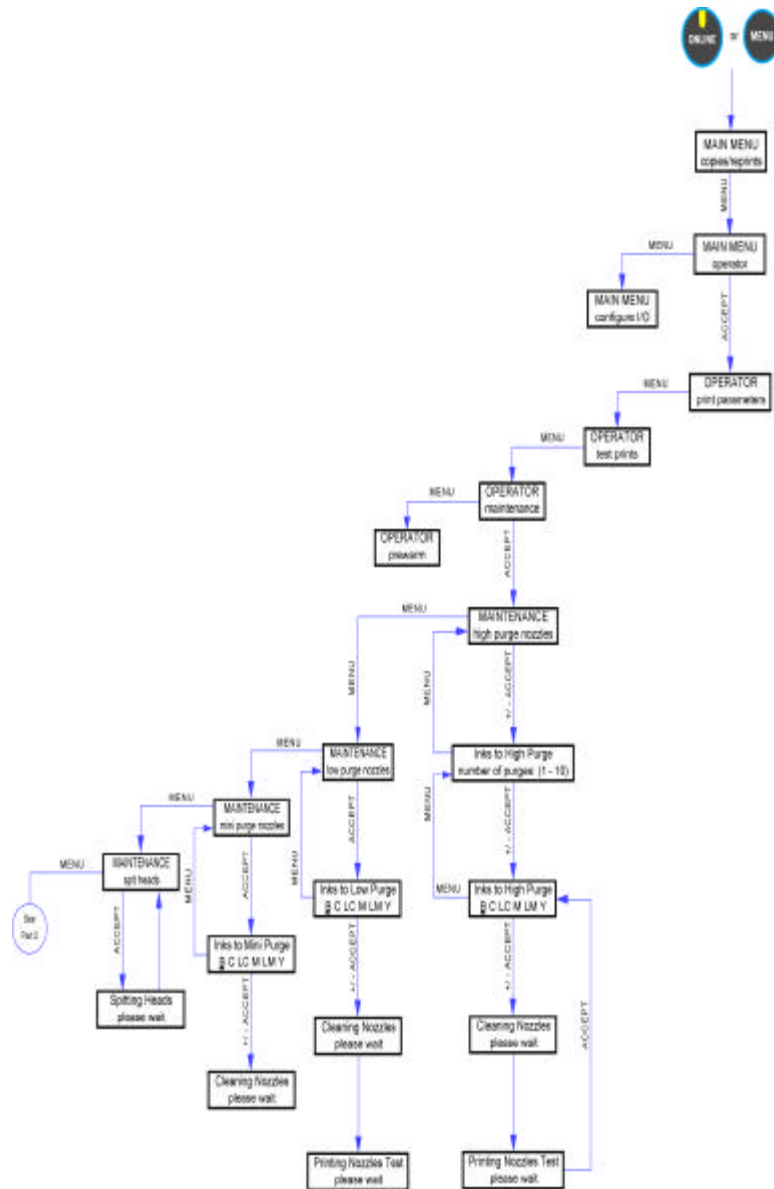 ONLINE or MENU
MAIN MENU
copies/reprints
MENU
MENU
MAIN MENU
operator
MAIN MENU
configure I/O
ACCEPT
MENU
OPERATOR
print parameters
MENU
OPERATOR
test prints
MENU
OPERATOR
maintenance
OPERATOR
prewarm
ACCEPT
MENU
MAINTENANCE
high purge nozzles
MENU
MENU
+/- ACCEPT
MENU
MAINTENANCE
low purge nozzles
Inks to High Purge
number of purges (1 - 10)
MENU
MAINTENANCE
mini purge nozzles
MENU
ACCEPT
MENU
+/- ACCEPT
MENU
MAINTENANCE
spit heads
MENU
ACCEPT
MENU
Inks to Low Purge
B C LC M LM Y
MENU
Inks to High Purge
B C LC M LM Y
Part 2
ACCEPT
Inks to Mini Purge
B C LC M LM Y
+/- ACCEPT
+/- ACCEPT
Spitting Heads
please wait
+/- ACCEPT
Cleaning Nozzles
please wait
Cleaning Nozzles
please wait
ACCEPT
Cleaning Nozzles
please wait
Printing Nozzles Test
please wait
Printing Nozzles Test
please wait